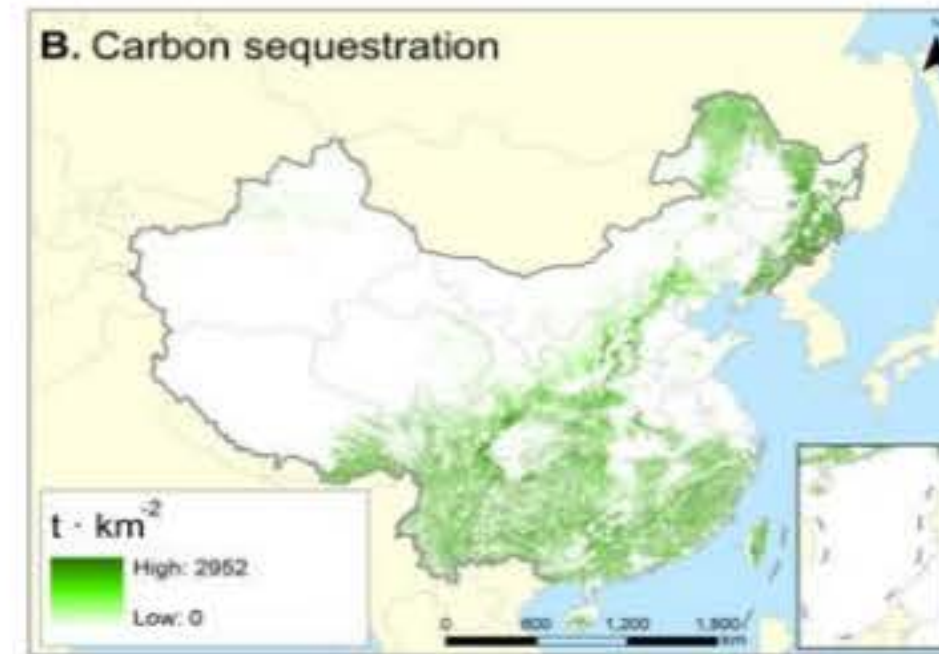 B. Carbon sequestration
t · km⁻²
High: 2952
Low: 0
0 600 1,200 1,800
km